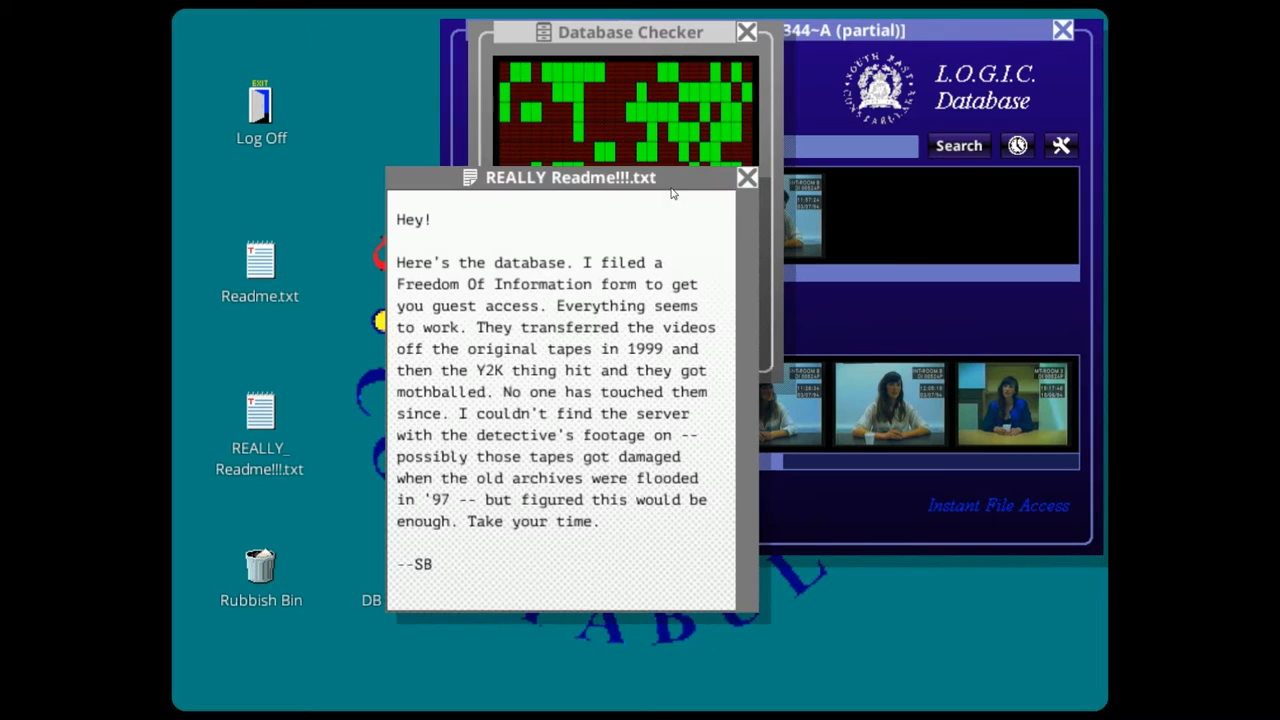 Database Checker
344~A (partial)]
EXIT
Log Off
L.O.G.I.C.
Database
Search
REALLY Readme!!!.txt
Hey!
Here's the database. I filed a
Freedom Of Information form to get
you guest access. Everything seems
to work. They transferred the videos
off the original tapes in 1999 and
then the Y2K thing hit and they got
mothballed. No one has touched them
since. I couldn't find the server
with the detective's footage on --
possibly those tapes got damaged
when the old archives were flooded
in '97 -- but figured this would be
enough. Take your time.
--SB
Readme.txt
REALLY_
Readme!!!.txt
Rubbish Bin
DB
Instant File Access